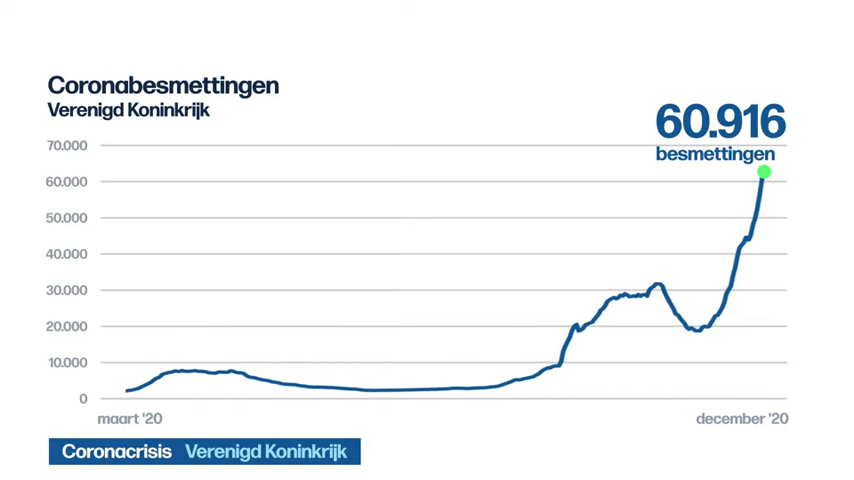 Coronabesmettingen
Verenigd Koninkrijk
60.916
besmettingen
70.000
60.000
50.000
40.000
30.000
20.000
10.000
0
maart '20
december '20
Coronacrisis Verenigd Koninkrijk